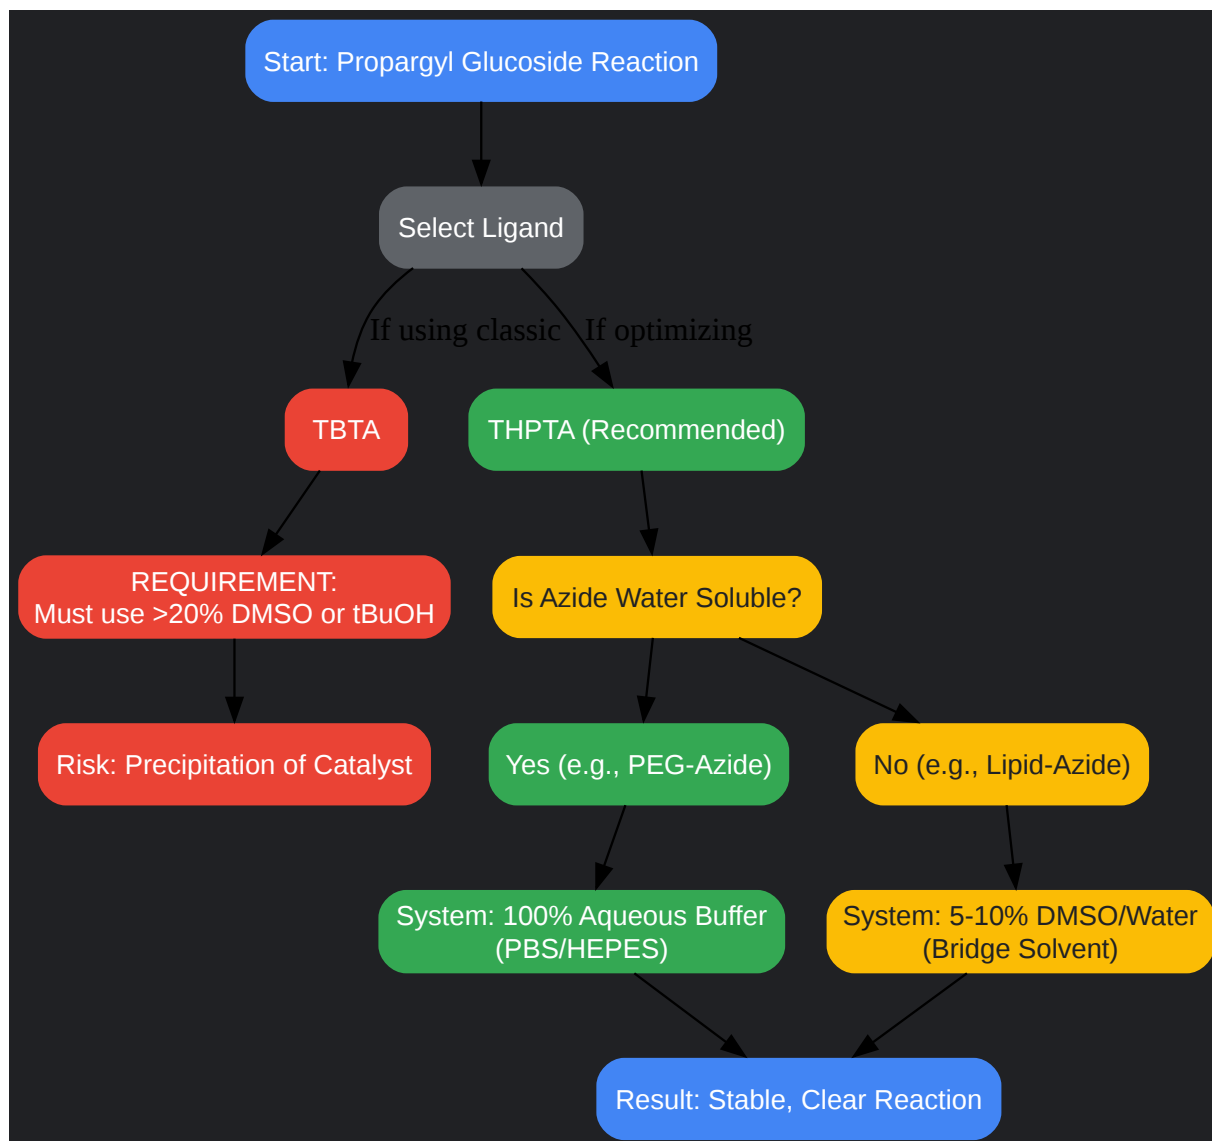 Start: Propargyl Glucoside Reaction
Select Ligand
If using classic
If optimizing
TBTA
THPTA (Recommended)
REQUIREMENT:
Must use >20% DMSO or tBuOH
Is Azide Water Soluble?
Risk: Precipitation of Catalyst
Yes (e.g., PEG-Azide)
No (e.g., Lipid-Azide)
System: 100% Aqueous Buffer
(PBS/HEPES)
System: 5-10% DMSO/Water
(Bridge Solvent)
Result: Stable, Clear Reaction